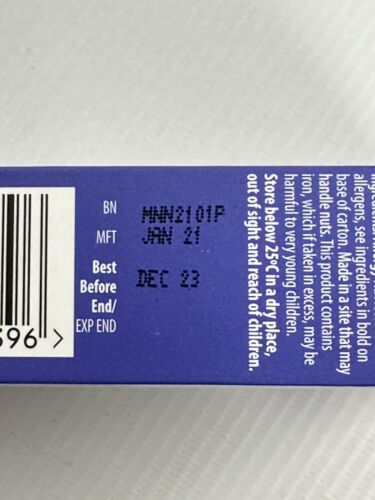 BN MNN2101P
MFT JAN 21
Best
Before
End/ DEC 23
EXP END
396>
allergens, see ingredients in bold on
base of carton. Made in a site that may
handle nuts. This product contains
iron, which if taken in excess, may be
harmful to very young children.
Store below 25°C in a dry place,
out of sight and reach of children.